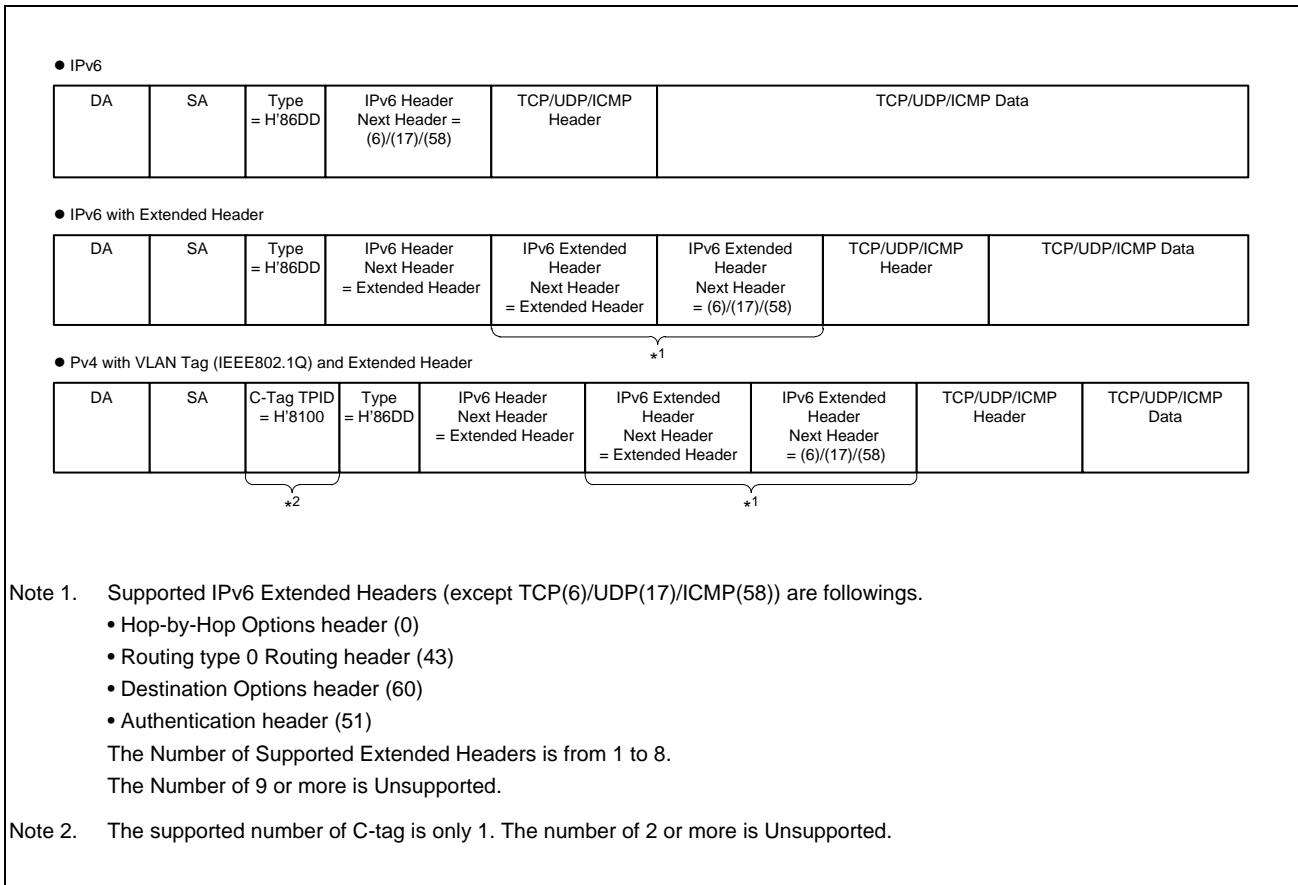 ● IPv6
DA
SA
Type
= H'86DD
IPv6 Header
Next Header =
(6)/(17)/(58)
TCP/UDP/ICMP
Header
TCP/UDP/ICMP Data
● IPv6 with Extended Header
DA
SA
Type
= H'86DD
IPv6 Header
Next Header
= Extended Header
IPv6 Extended
Header
Next Header
= Extended Header
IPv6 Extended
Header
Next Header
= (6)/(17)/(58)
TCP/UDP/ICMP
Header
TCP/UDP/ICMP Data
*1
● Pv4 with VLAN Tag (IEEE802.1Q) and Extended Header
DA
SA
C-Tag TPID
= H'8100
Type
= H'86DD
IPv6 Header
Next Header
= Extended Header
IPv6 Extended
Header
Next Header
= Extended Header
IPv6 Extended
Header
Next Header
= (6)/(17)/(58)
TCP/UDP/ICMP
Header
TCP/UDP/ICMP
Data
*2
*1
Note 1. Supported IPv6 Extended Headers (except TCP(6)/UDP(17)/ICMP(58)) are followings.
• Hop-by-Hop Options header (0)
• Routing type 0 Routing header (43)
• Destination Options header (60)
• Authentication header (51)
The Number of Supported Extended Headers is from 1 to 8.
The Number of 9 or more is Unsupported.
Note 2. The supported number of C-tag is only 1. The number of 2 or more is Unsupported.